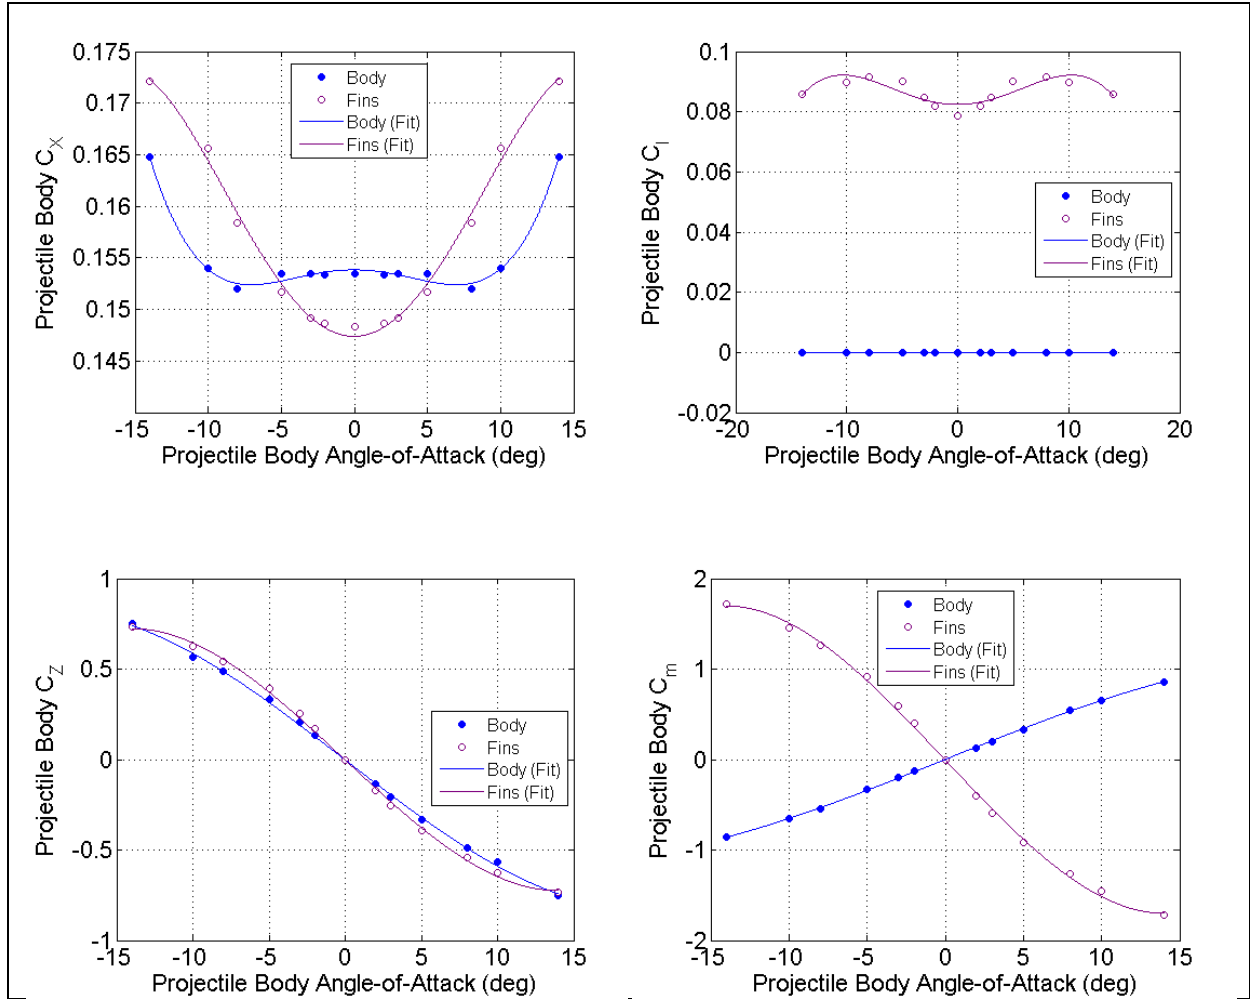 0.175
0.17
0.165
0.16
0.155
0.15
0.145
-15 -10 -5 0 5 10 15
Projectile Body C_X
Projectile Body Angle-of-Attack (deg)
Body
Fins
Body (Fit)
Fins (Fit)
0.1
0.08
0.06
0.04
0.02
0
-0.02
-20 -10 0 10 20
Projectile Body C_l
Projectile Body Angle-of-Attack (deg)
Body
Fins
Body (Fit)
Fins (Fit)
1
0.5
0
-0.5
-1
-15 -10 -5 0 5 10 15
Projectile Body C_Z
Projectile Body Angle-of-Attack (deg)
Body
Fins
Body (Fit)
Fins (Fit)
2
1
0
-1
-2
-15 -10 -5 0 5 10 15
Projectile Body C_m
Projectile Body Angle-of-Attack (deg)
Body
Fins
Body (Fit)
Fins (Fit)